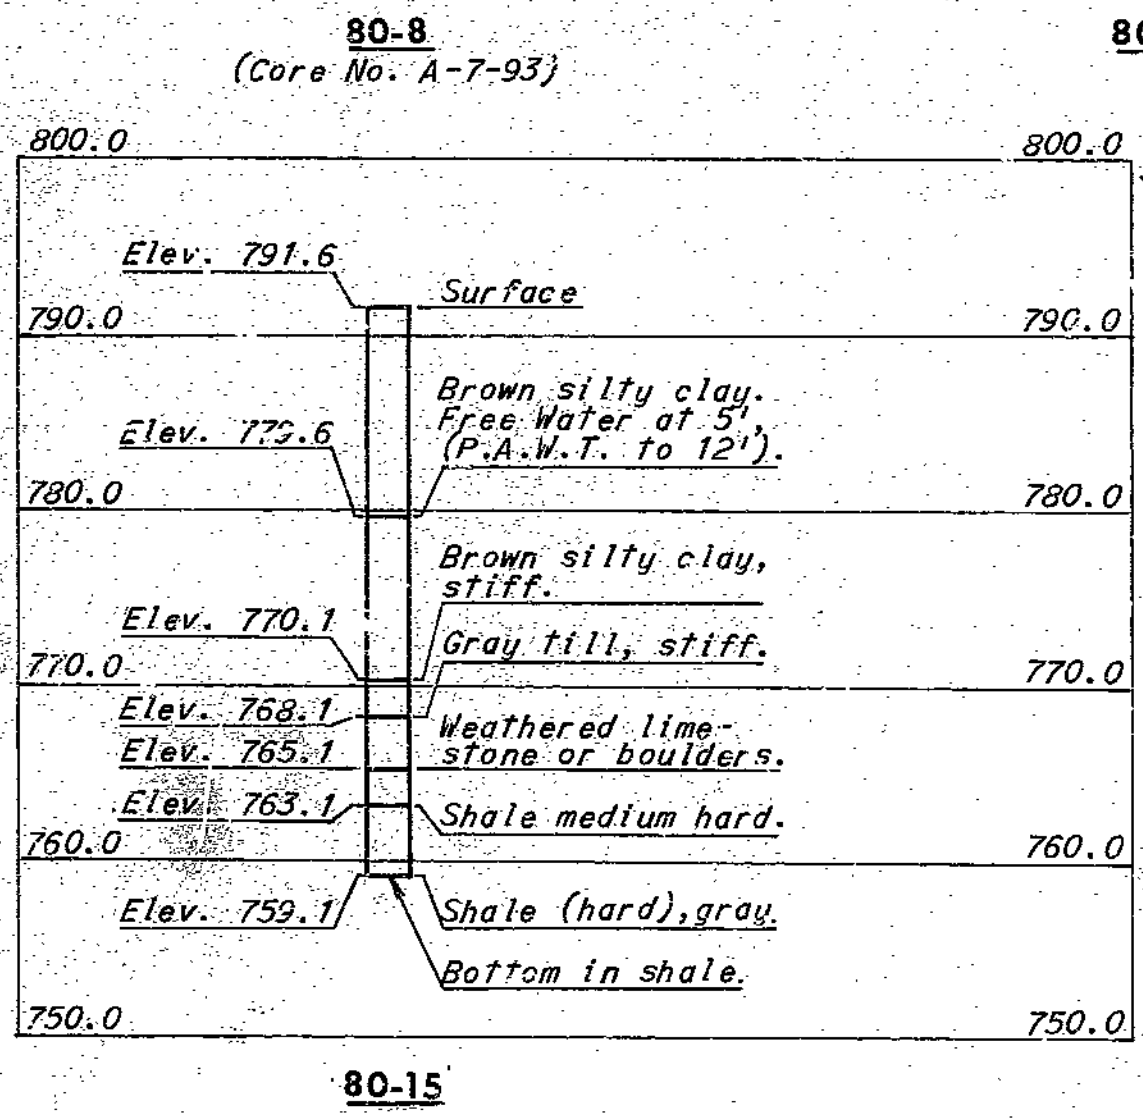 80-8
(Core No. A-7-93)
800.0 800.0
Elev. 791.6
Surface
790.0 790.0
Brown silty clay.
Free Water at 5',
(P.A.W.T. to 12').
Elev. 779.6
780.0 780.0
Brown silty clay,
stiff.
Elev. 770.1
Gray till, stiff.
770.0 770.0
Elev. 768.1
Weathered lime-
stone or boulders.
Elev. 765.1
Elev. 763.1
Shale medium hard.
760.0 760.0
Elev. 759.1
Shale (hard), gray.
Bottom in shale.
750.0 750.0
80-15